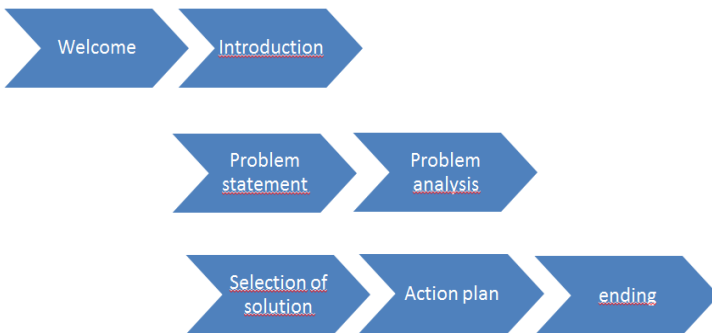 Welcome
Introduction
Problem
statement
Problem
analysis
Selection of
solution
Action plan
ending